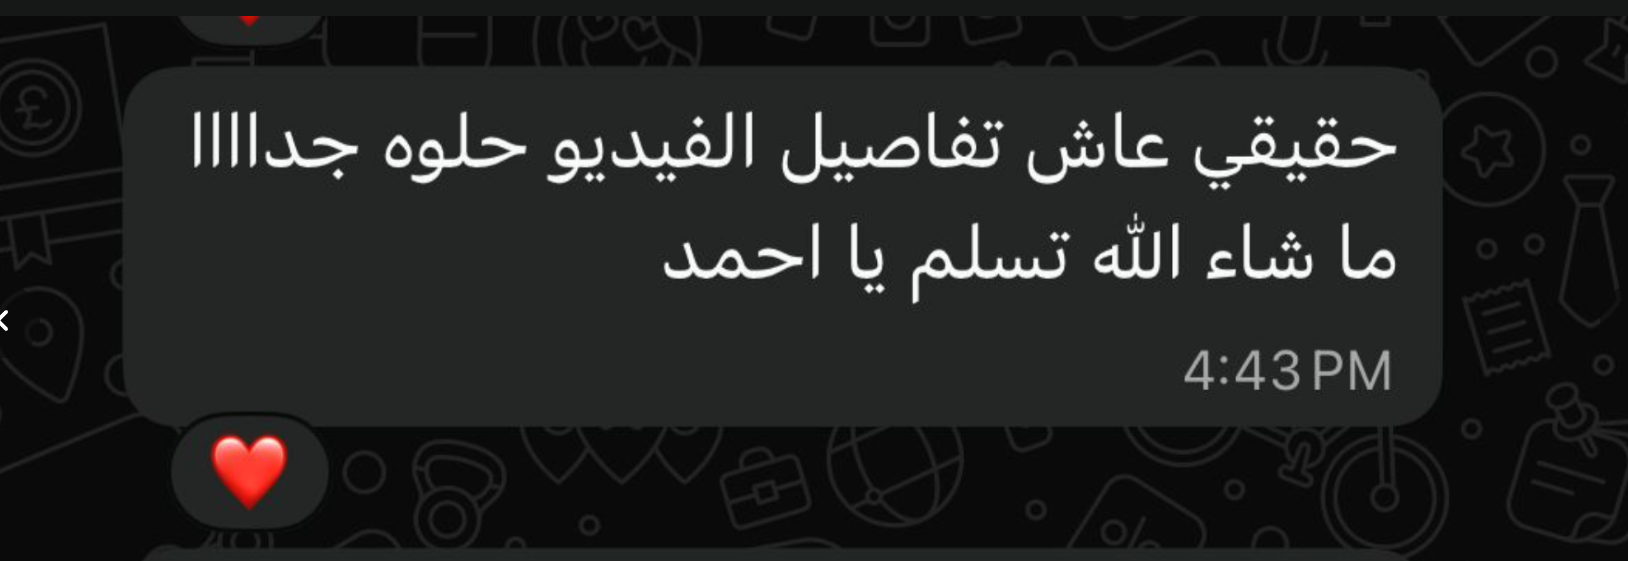 حقيقي عاش تفاصيل الفيديو حلوه جداااا
ما شاء الله تسلم يا احمد
4:43 PM